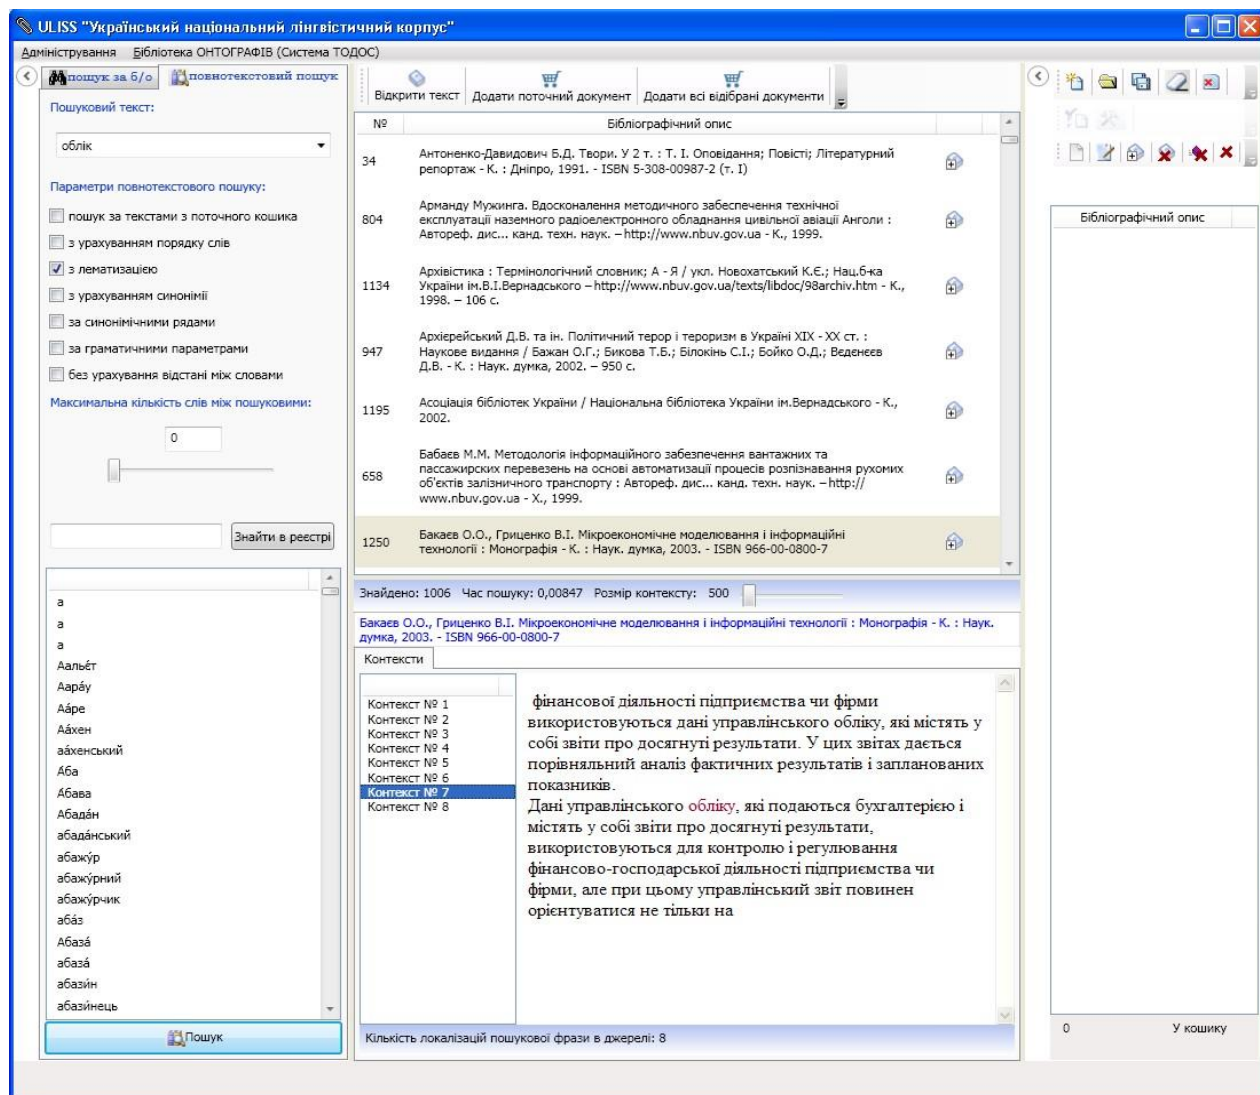 ULISS "Український національний лінгвістичний корпус"
Адміністрування Бібліотека ОНТОГРАФІВ (Система ТОДОС)
пошук за б/о повнотекстовий пошук
Пошуковий текст:
облік
Параметри повнотекстового пошуку:
пошук за текстами з поточного кошика
з урахуванням порядку слів
з лематизацією
з урахуванням синонімії
за синонімічними рядами
за граматичними параметрами
без урахування відстані між словами
Максимальна кількість слів між пошуковими:
0
Знайти в реєстрі
а
а
а
Аальє́т
Аара́у
Аа́ре
Аа́хен
аа́хенський
А́ба
А́бава
Абада́н
абада́нський
абажу́р
абажу́рний
абажу́рчик
аба́з
Абаза́
абаза́
абази́н
абази́нець
Пошук
Відкрити текст Додати поточний документ Додати всі відібрані документи
№ Бібліографічний опис
34 Антоненко-Давидович Б.Д. Твори. У 2 т. : Т. І. Оповідання; Повісті; Літературний
репортаж - К. : Дніпро, 1991. - ISBN 5-308-00987-2 (т. І)
804 Арманду Мужинга. Вдосконалення методичного забезпечення технічної
експлуатації наземного радіоелектронного обладнання цивільної авіації Анголи :
Автореф. дис... канд. техн. наук. – http://www.nbuv.gov.ua - К., 1999.
1134 Архівістика : Термінологічний словник; А - Я / укл. Новохатський К.Є.; Нац.б-ка
України ім.В.І.Вернадського – http://www.nbuv.gov.ua/texts/libdoc/98archiv.htm - К.,
1998. – 106 с.
947 Архієрейський Д.В. та ін. Політичний терор і тероризм в Україні XIX - XX ст. :
Наукове видання / Бажан О.Г.; Бикова Т.Б.; Білокінь С.І.; Бойко О.Д.; Вєдєнєєв
Д.В. - К. : Наук. думка, 2002. – 950 с.
1195 Асоціація бібліотек України / Національна бібліотека України ім.Вернадського - К.,
2002.
658 Бабаєв М.М. Методологія інформаційного забезпечення вантажних та
пассажирских перевезень на основі автоматизації процесів розпізнавання рухомих
об'єктів залізничного транспорту : Автореф. дис... канд. техн. наук. – http://
www.nbuv.gov.ua - Х., 1999.
1250 Бакаєв О.О., Гриценко В.І. Мікроекономічне моделювання і інформаційні
технології : Монографія - К. : Наук. думка, 2003. - ISBN 966-00-0800-7
Знайдено: 1006 Час пошуку: 0,00847 Розмір контексту: 500
Бакаєв О.О., Гриценко В.І. Мікроекономічне моделювання і інформаційні технології : Монографія - К. : Наук.
думка, 2003. - ISBN 966-00-0800-7
Контексти
Контекст № 1
Контекст № 2
Контекст № 3
Контекст № 4
Контекст № 5
Контекст № 6
Контекст № 7
Контекст № 8
фінансової діяльності підприємства чи фірми
використовуються дані управлінського обліку, які містять у
собі звіти про досягнуті результати. У цих звітах дається
порівняльний аналіз фактичних результатів і запланованих
показників.
Дані управлінського обліку, які подаються бухгалтерією і
містять у собі звіти про досягнуті результати,
використовуються для контролю і регулювання
фінансово-господарської діяльності підприємства чи
фірми, але при цьому управлінський звіт повинен
орієнтуватися не тільки на
Кількість локалізацій пошукової фрази в джерелі: 8
Бібліографічний опис
0 У кошику